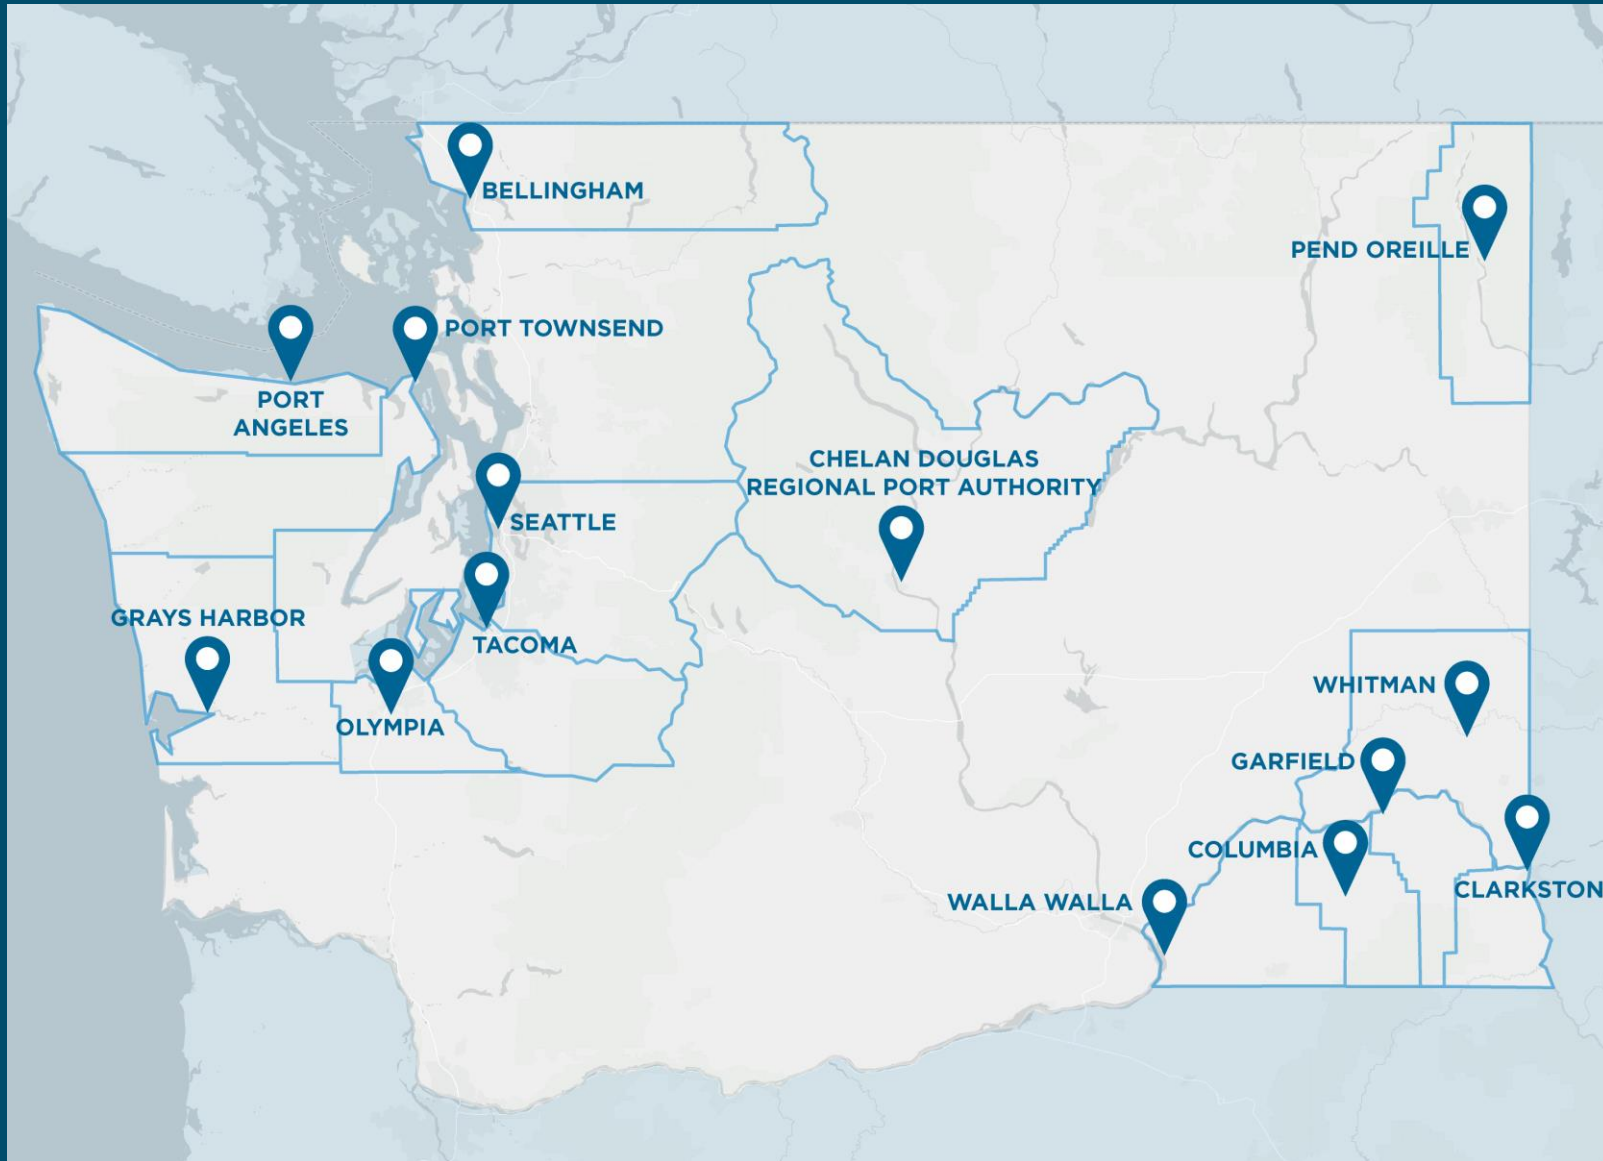 BELLINGHAM
PEND OREILLE
PORT TOWNSEND
PORT
ANGELES
CHELAN DOUGLAS
REGIONAL PORT AUTHORITY
SEATTLE
GRAYS HARBOR
TACOMA
OLYMPIA
WHITMAN
GARFIELD
COLUMBIA
CLARKSTON
WALLA WALLA